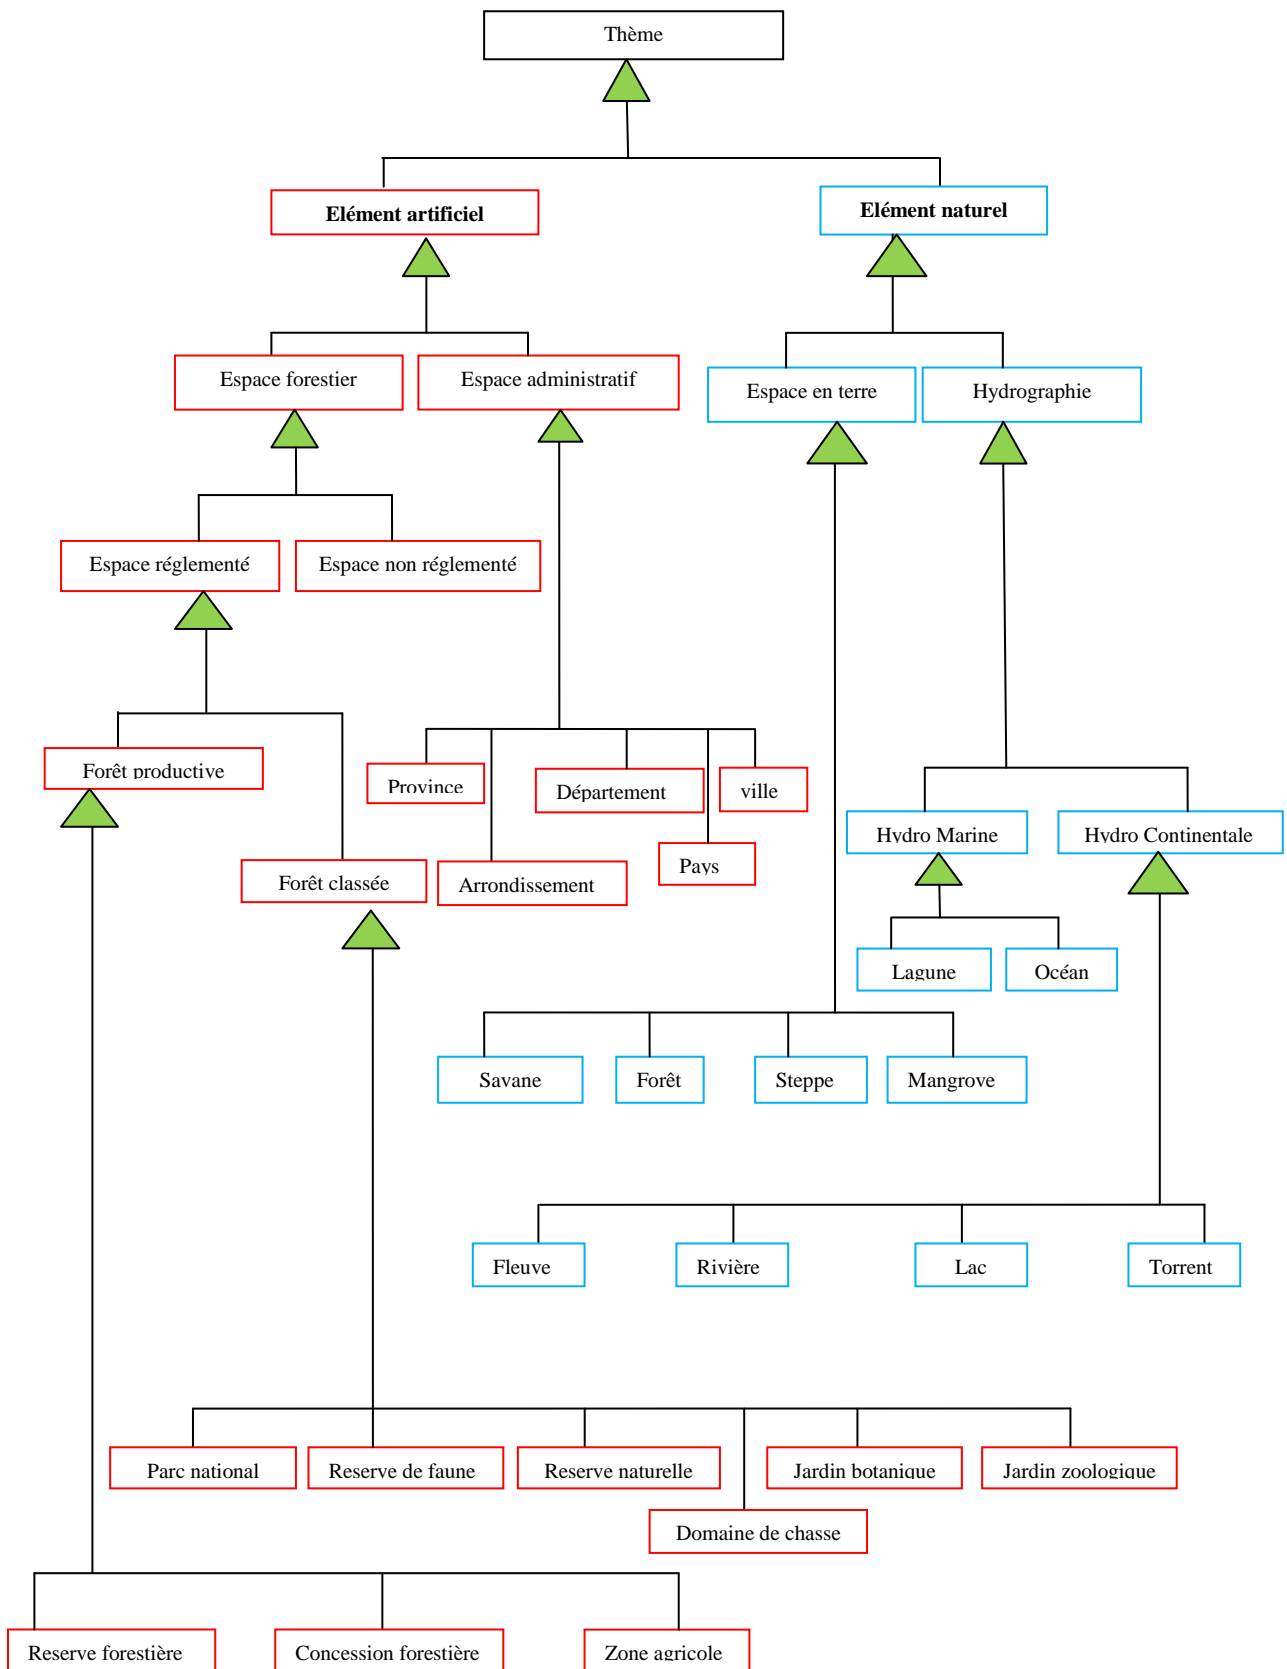 Thème
Elément artificiel
Elément naturel
Espace forestier
Espace administratif
Espace en terre
Hydrographie
Espace réglementé
Espace non réglementé
Forêt productive
Province
Département
ville
Hydro Marine
Hydro Continentale
Forêt classée
Arrondissement
Pays
Lagune
Océan
Savane
Forêt
Steppe
Mangrove
Fleuve
Rivière
Lac
Torrent
Parc national
Reserve de faune
Reserve naturelle
Jardin botanique
Jardin zoologique
Domaine de chasse
Reserve forestière
Concession forestière
Zone agricole